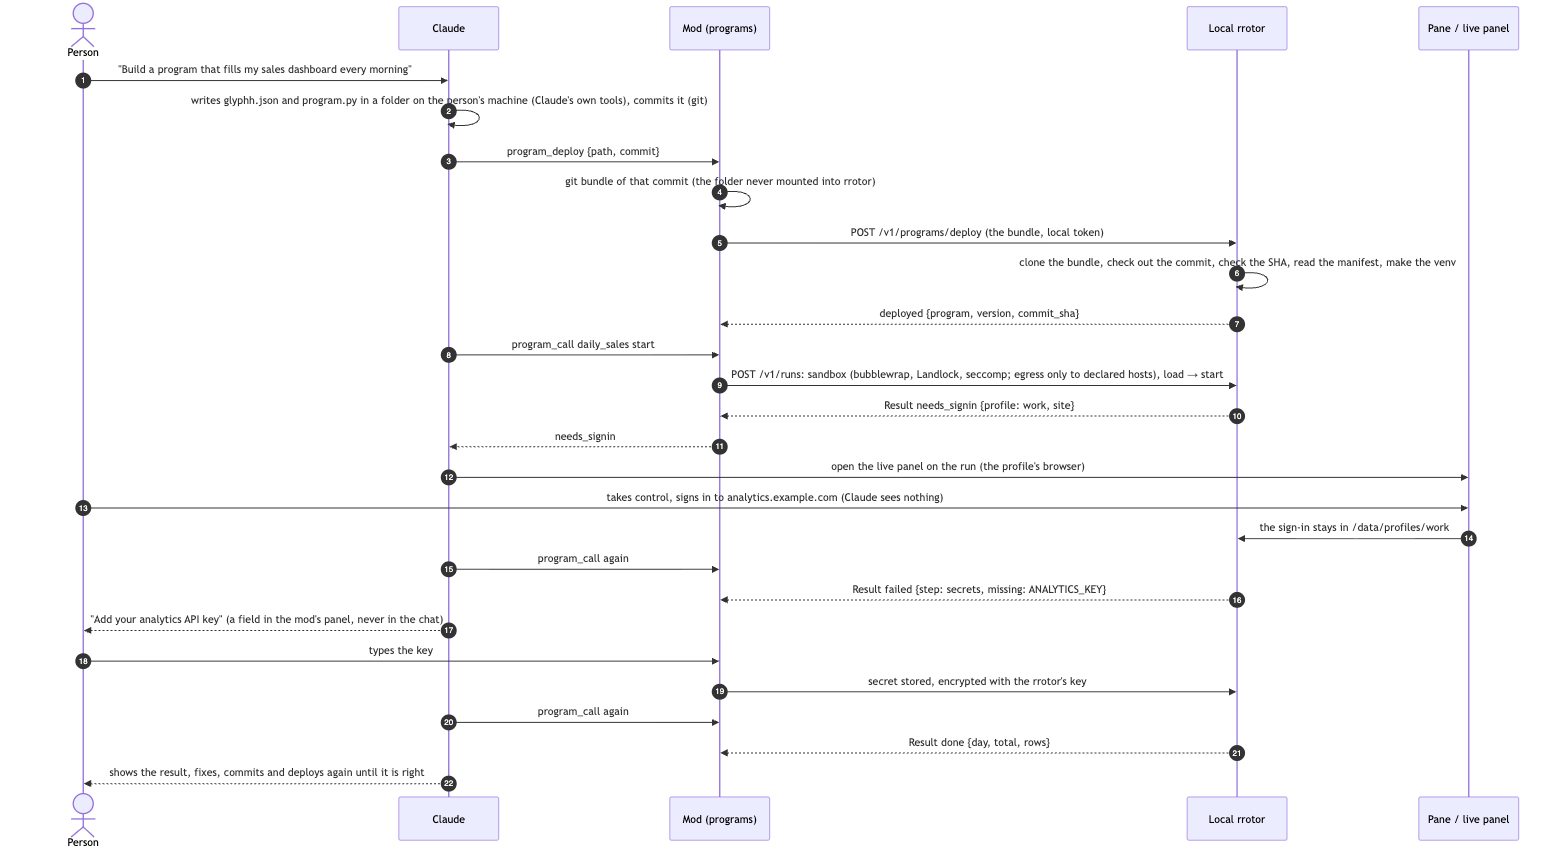 Claude
Mod (programs)
Local rrotor
Pane / live panel
Person
1
"Build a program that fills my sales dashboard every morning"
writes glyphh.json and program.py in a folder on the person's machine (Claude's own tools), commits it (git)
2
3
program_deploy {path, commit}
git bundle of that commit (the folder never mounted into rrotor)
4
5
POST /v1/programs/deploy (the bundle, local token)
clone the bundle, check out the commit, check the SHA, read the manifest, make the venv
6
deployed {program, version, commit_sha}
7
8
program_call daily_sales start
9
POST /v1/runs: sandbox (bubblewrap, Landlock, seccomp; egress only to declared hosts), load → start
Result needs_signin {profile: work, site}
10
needs_signin
11
12
open the live panel on the run (the profile's browser)
13
takes control, signs in to analytics.example.com (Claude sees nothing)
the sign-in stays in /data/profiles/work
14
15
program_call again
Result failed {step: secrets, missing: ANALYTICS_KEY}
16
"Add your analytics API key" (a field in the mod's panel, never in the chat)
17
18
types the key
19
secret stored, encrypted with the rrotor's key
20
program_call again
Result done {day, total, rows}
21
shows the result, fixes, commits and deploys again until it is right
22
Person
Claude
Mod (programs)
Local rrotor
Pane / live panel